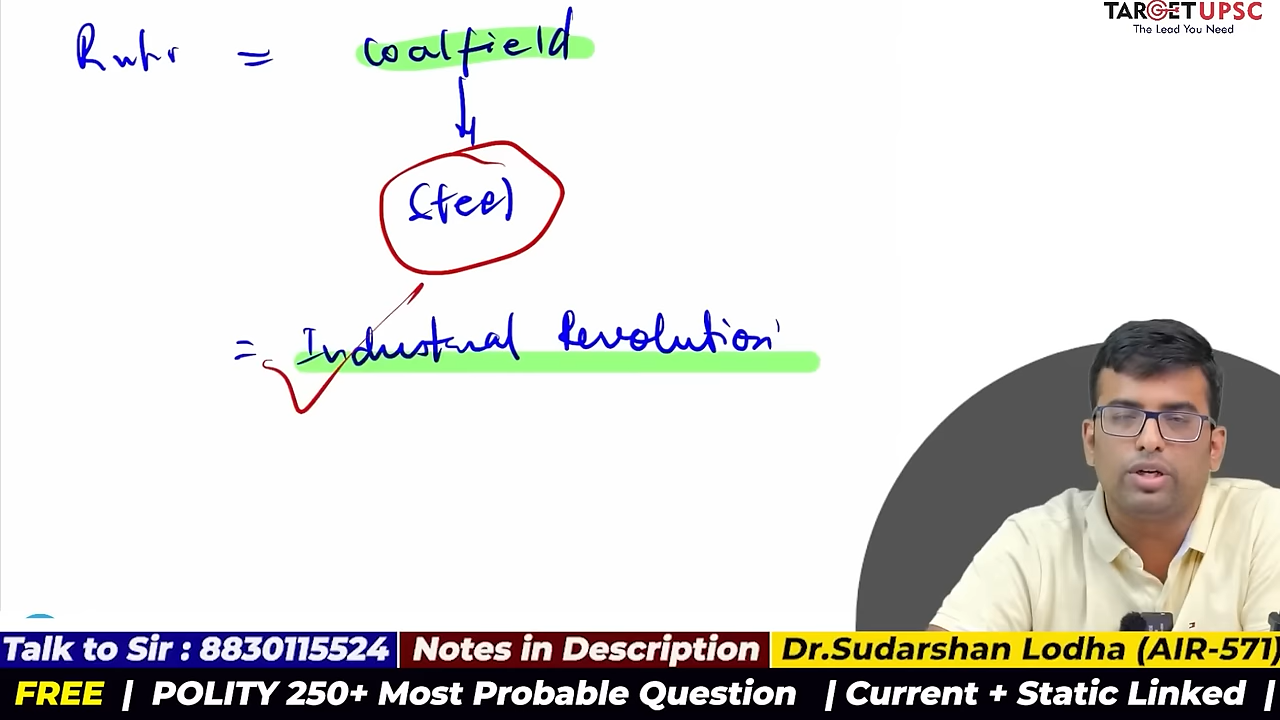 TARGETUPSC
The Lead You Need
Ruhr = Coalfield
Steel
= Industrial Revolution
Talk to Sir : 8830115524 Notes in Description Dr.Sudarshan Lodha (AIR-571)
FREE | POLITY 250+ Most Probable Question | Current + Static Linked |